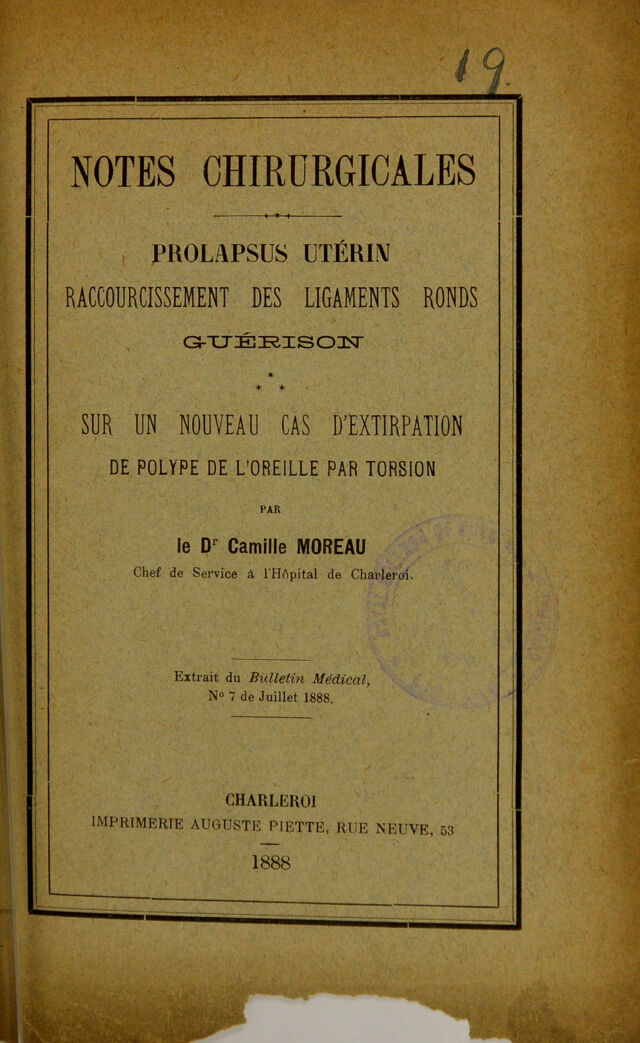 19.
NOTES CHIRURGICALES
PROLAPSUS UTÉRIN
RACCOURCISSEMENT DES LIGAMENTS RONDS
GUÉRISON
*
* *
SUR UN NOUVEAU CAS D'EXTIRPATION
DE POLYPE DE L'OREILLE PAR TORSION
PAR
le Dr Camille MOREAU
Chef de Service à l'Hôpital de Charleroi.
Extrait du Bulletin Médical,
No 7 de Juillet 1888.
CHARLEROI
IMPRIMERIE AUGUSTE PIETTE, RUE NEUVE, 53
1888